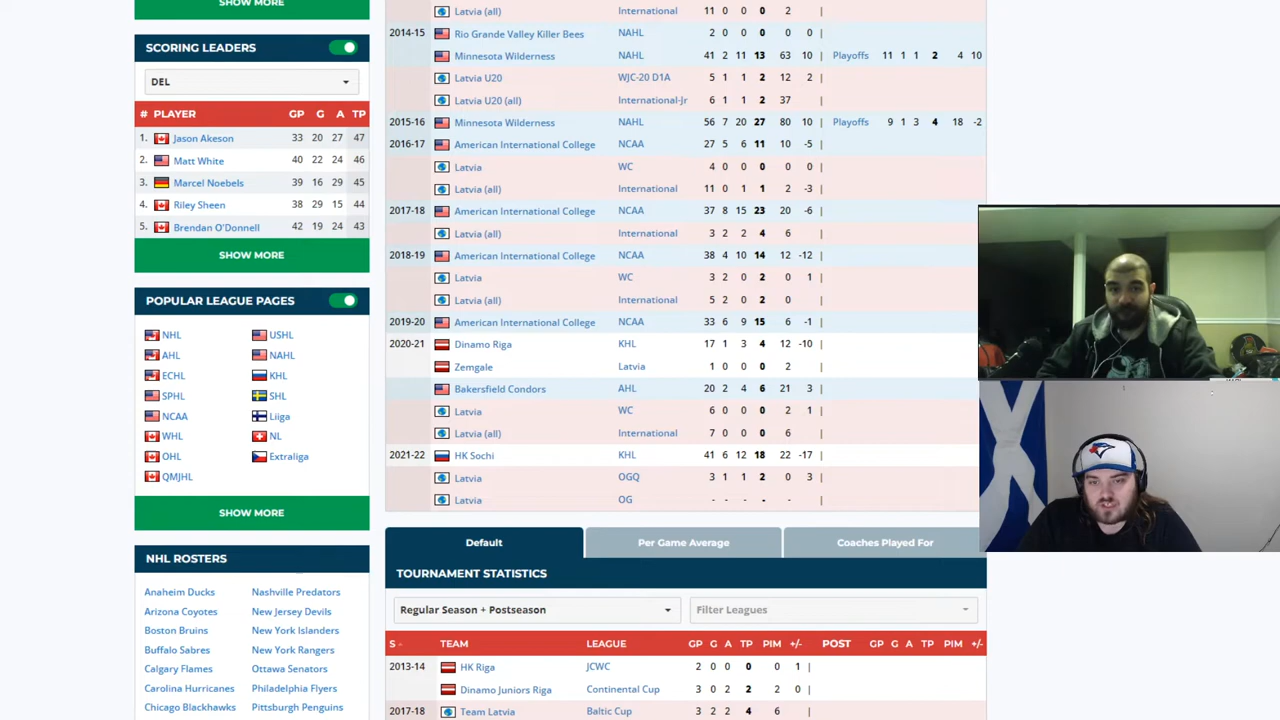 SHOW MORE
SCORING LEADERS
DEL
# PLAYER GP G A TP
1. Jason Akeson 33 20 27 47
2. Matt White 40 22 24 46
3. Marcel Noebels 39 16 29 45
4. Riley Sheen 38 29 15 44
5. Brendan O'Donnell 42 19 24 43
SHOW MORE
POPULAR LEAGUE PAGES
NHL USHL
AHL NAHL
ECHL KHL
SPHL SHL
NCAA Liiga
WHL NL
OHL Extraliga
QMJHL
SHOW MORE
NHL ROSTERS
Anaheim Ducks Nashville Predators
Arizona Coyotes New Jersey Devils
Boston Bruins New York Islanders
Buffalo Sabres New York Rangers
Calgary Flames Ottawa Senators
Carolina Hurricanes Philadelphia Flyers
Chicago Blackhawks Pittsburgh Penguins
Latvia (all) International 11 0 0 0 2 |
2014-15 Rio Grande Valley Killer Bees NAHL 2 0 0 0 0 0 |
Minnesota Wilderness NAHL 41 2 11 13 63 10 | Playoffs 11 1 1 2 4 10
Latvia U20 WJC-20 D1A 5 1 1 2 12 2 |
Latvia U20 (all) International-Jr 6 1 1 2 37 |
2015-16 Minnesota Wilderness NAHL 56 7 20 27 80 10 | Playoffs 9 1 3 4 18 -2
2016-17 American International College NCAA 27 5 6 11 10 -5 |
Latvia WC 4 0 0 0 0 0 |
Latvia (all) International 11 0 1 1 2 -3 |
2017-18 American International College NCAA 37 8 15 23 20 -6 |
Latvia (all) International 3 2 2 4 6 |
2018-19 American International College NCAA 38 4 10 14 12 -12 |
Latvia WC 3 2 0 2 0 1 |
Latvia (all) International 5 2 0 2 0 |
2019-20 American International College NCAA 33 6 9 15 6 -1 |
2020-21 Dinamo Riga KHL 17 1 3 4 12 -10 |
Zemgale Latvia 1 0 0 0 2 |
Bakersfield Condors AHL 20 2 4 6 21 3 |
Latvia WC 6 0 0 0 2 1 |
Latvia (all) International 7 0 0 0 6 |
2021-22 HK Sochi KHL 41 6 12 18 22 -17 |
Latvia OGQ 3 1 1 2 0 3 |
Latvia OG - - - - - |
Default Per Game Average Coaches Played For
TOURNAMENT STATISTICS
Regular Season + Postseason Filter Leagues
S TEAM LEAGUE GP G A TP PIM +/- POST GP G A TP PIM +/-
2013-14 HK Riga JCWC 2 0 0 0 0 1 |
Dinamo Juniors Riga Continental Cup 3 0 2 2 2 0 |
2017-18 Team Latvia Baltic Cup 3 2 2 4 6 |